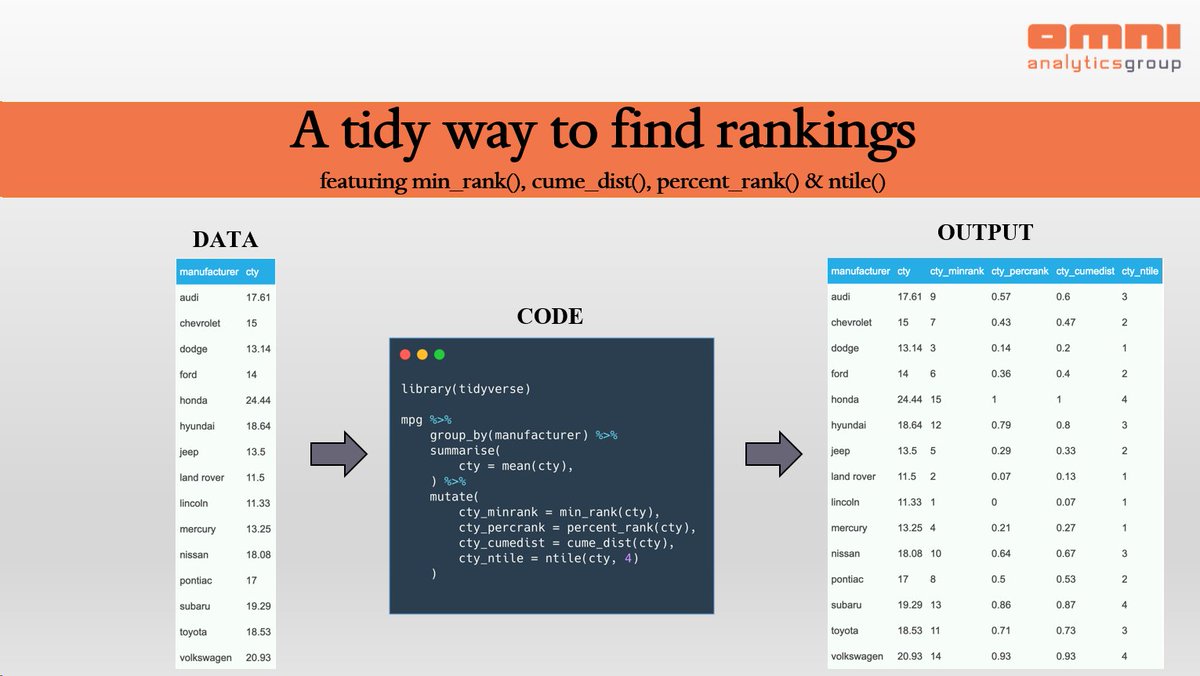 omni
analyticsgroup
A tidy way to find rankings
featuring min_rank(), cume_dist(), percent_rank() & ntile()
DATA
manufacturer cty
audi 17.61
chevrolet 15
dodge 13.14
ford 14
honda 24.44
hyundai 18.64
jeep 13.5
land rover 11.5
lincoln 11.33
mercury 13.25
nissan 18.08
pontiac 17
subaru 19.29
toyota 18.53
volkswagen 20.93
CODE
library(tidyverse)
mpg %>%
group_by(manufacturer) %>%
summarise(
cty = mean(cty),
) %>%
mutate(
cty_minrank = min_rank(cty),
cty_percrank = percent_rank(cty),
cty_cumedist = cume_dist(cty),
cty_ntile = ntile(cty, 4)
)
OUTPUT
manufacturer cty cty_minrank cty_percrank cty_cumedist cty_ntile
audi 17.61 9 0.57 0.6 3
chevrolet 15 7 0.43 0.47 2
dodge 13.14 3 0.14 0.2 1
ford 14 6 0.36 0.4 2
honda 24.44 15 1 1 4
hyundai 18.64 12 0.79 0.8 3
jeep 13.5 5 0.29 0.33 2
land rover 11.5 2 0.07 0.13 1
lincoln 11.33 1 0 0.07 1
mercury 13.25 4 0.21 0.27 1
nissan 18.08 10 0.64 0.67 3
pontiac 17 8 0.5 0.53 2
subaru 19.29 13 0.86 0.87 4
toyota 18.53 11 0.71 0.73 3
volkswagen 20.93 14 0.93 0.93 4